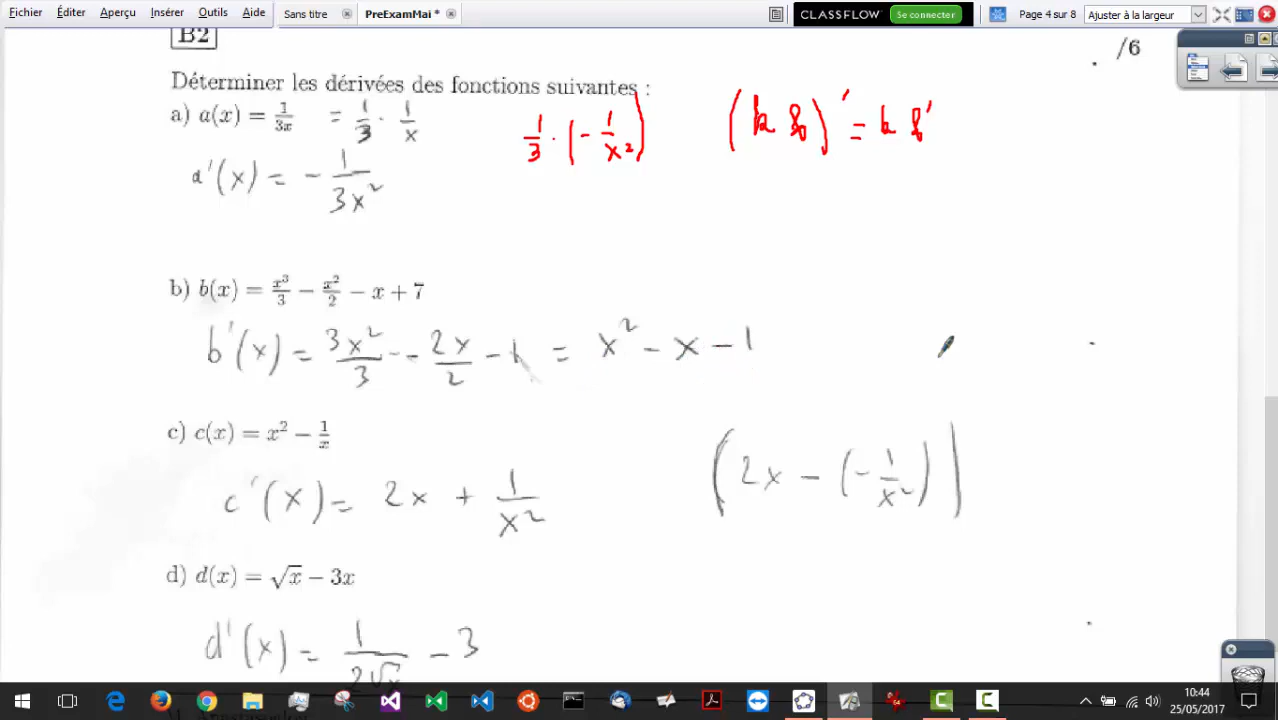 Fichier Éditer Aperçu Insérer Outils Aide Sans titre PreExamMai * CLASSFLOW Se connecter Page 4 sur 8 Ajuster à la largeur
B2
/6
Déterminer les dérivées des fonctions suivantes :
a) a(x) = 1/3x = 1/3 · 1/x 1/3 · (- 1/x²) (k f)' = k f'
a'(x) = - 1/3x²
b) b(x) = x³/3 − x²/2 − x + 7
b'(x) = 3x²/3 - 2x/2 - 1 = x² - x - 1
c) c(x) = x² − 1/x
c'(x) = 2x + 1/x² (2x - (- 1/x²))
d) d(x) = √x − 3x
d'(x) = 1/2√x - 3
64
10:44
25/05/2017